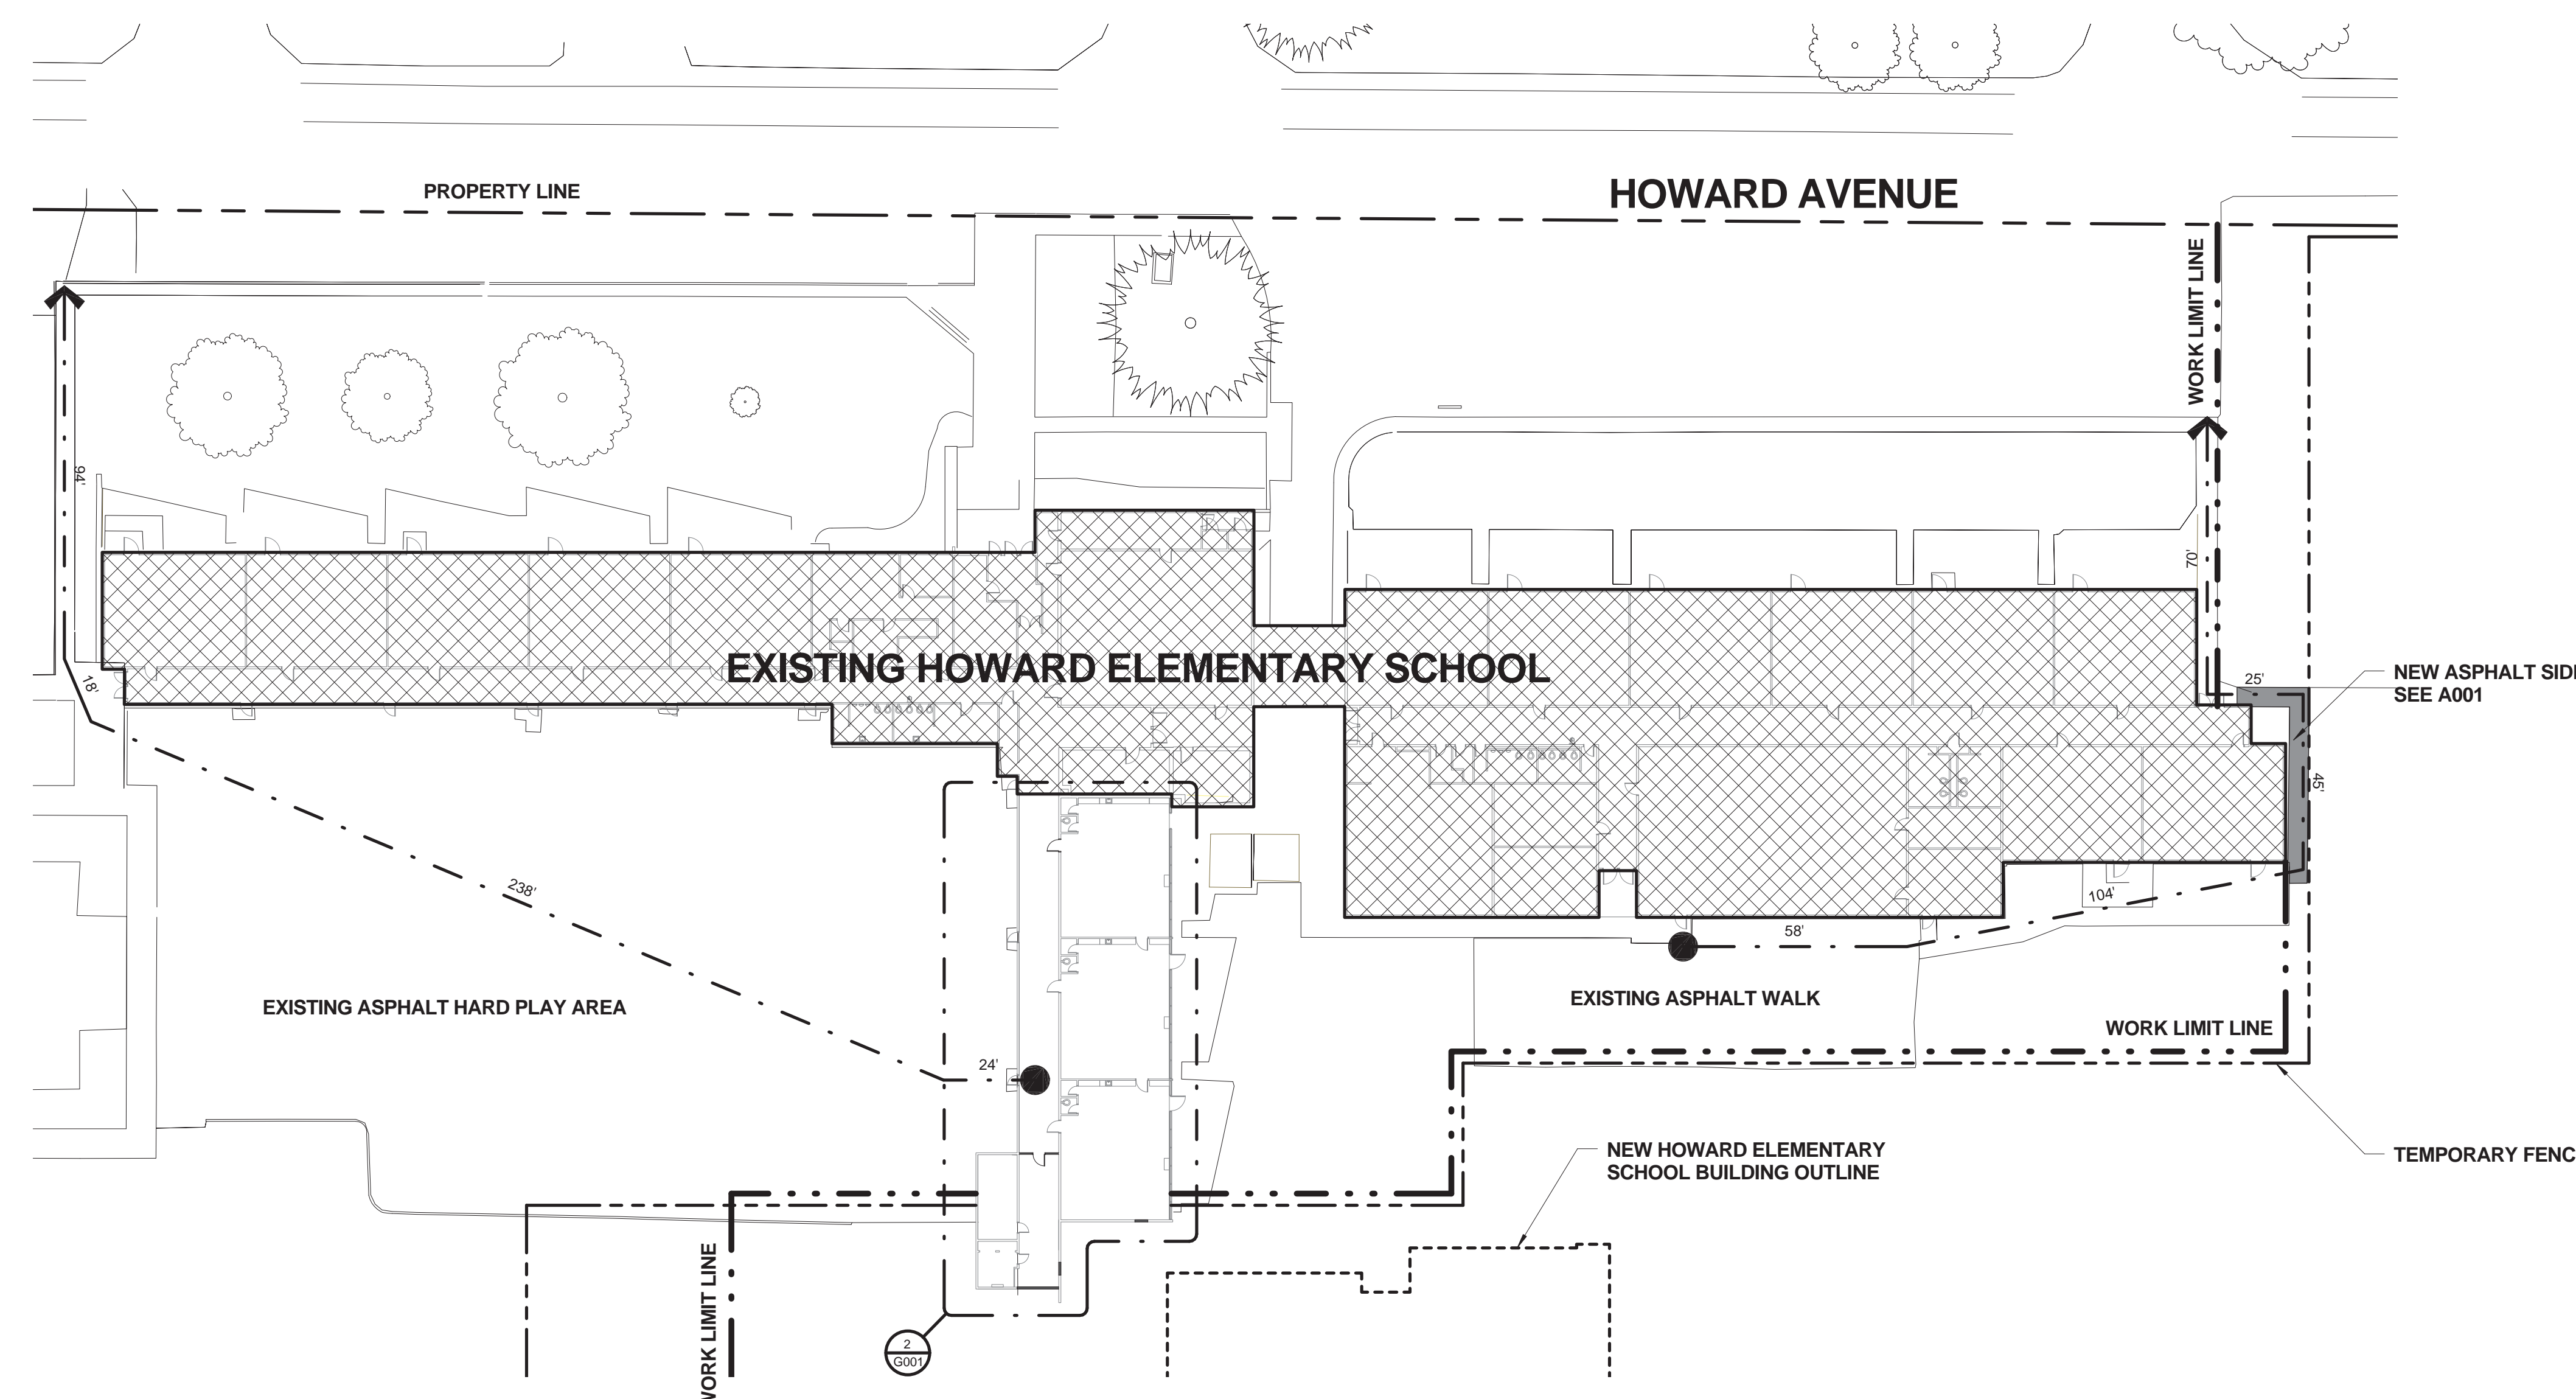 PROPERTY LINE
HOWARD AVENUE
WORK LIMIT LINE
94'
70'
EXISTING HOWARD ELEMENTARY SCHOOL
18'
25'
NEW ASPHALT SID
SEE A001
45'
238'
104'
58'
EXISTING ASPHALT HARD PLAY AREA
EXISTING ASPHALT WALK
WORK LIMIT LINE
24'
NEW HOWARD ELEMENTARY
SCHOOL BUILDING OUTLINE
TEMPORARY FENC
WORK LIMIT LINE
2
G001